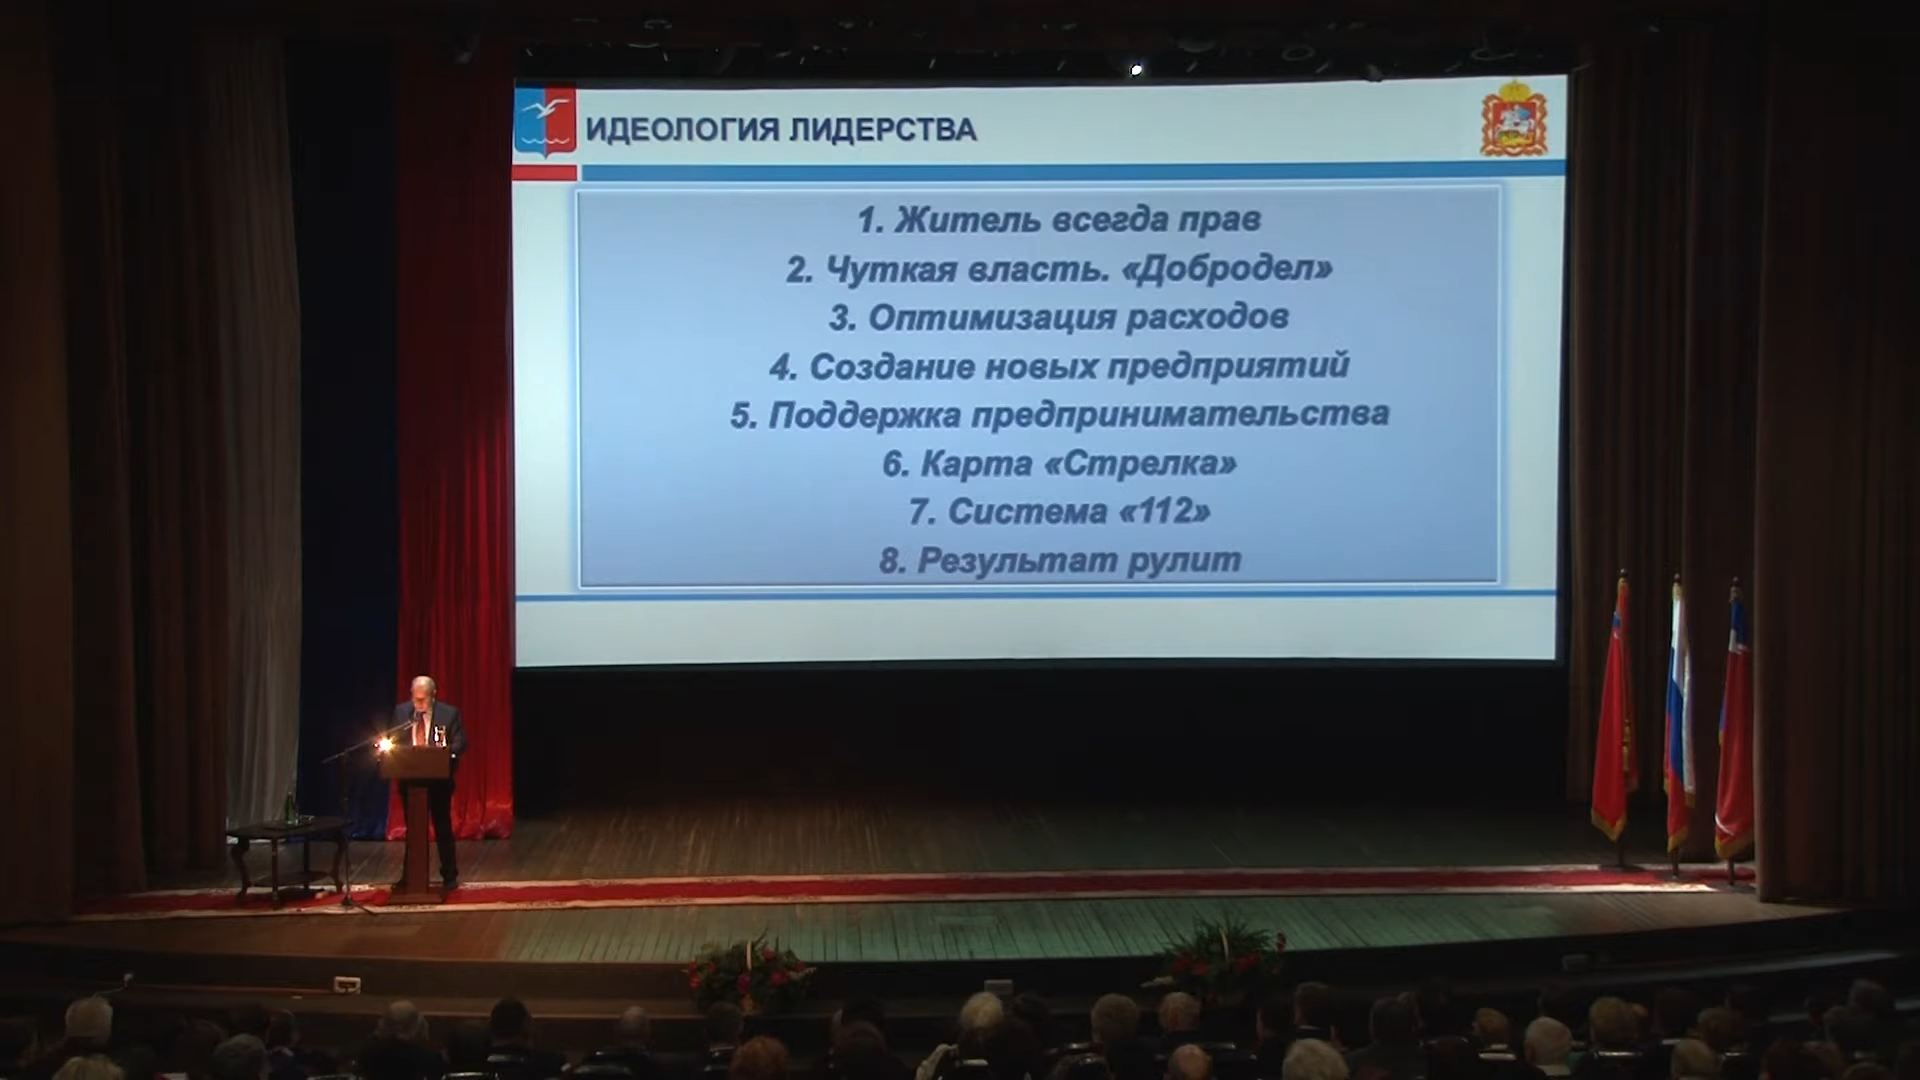 ИДЕОЛОГИЯ ЛИДЕРСТВА
1. Житель всегда прав
2. Чуткая власть. «Добродел»
3. Оптимизация расходов
4. Создание новых предприятий
5. Поддержка предпринимательства
6. Карта «Стрелка»
7. Система «112»
8. Результат рулит